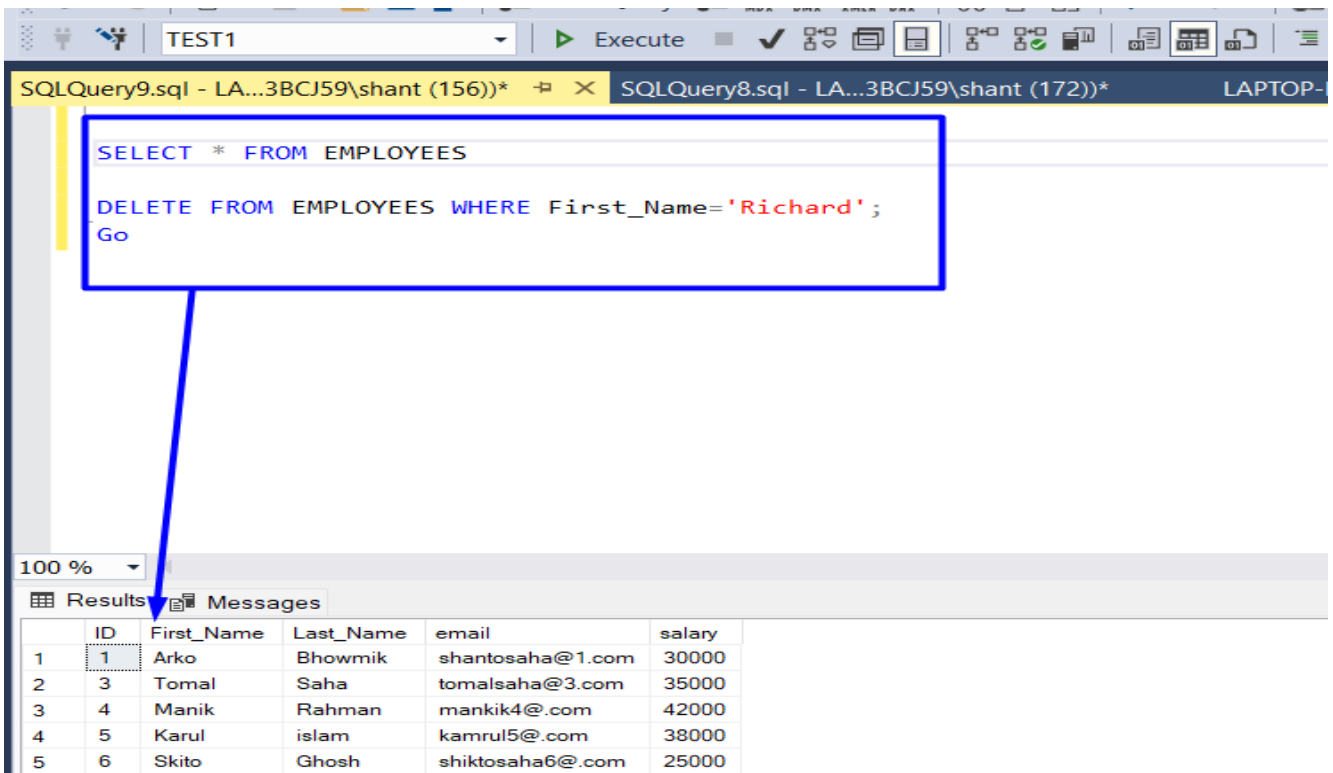 TEST1 Execute
SQLQuery9.sql - LA...3BCJ59\shant (156))* SQLQuery8.sql - LA...3BCJ59\shant (172))* LAPTOP-
SELECT * FROM EMPLOYEES
DELETE FROM EMPLOYEES WHERE First_Name='Richard';
Go
100 %
Results Messages
ID First_Name Last_Name email salary
1 1 Arko Bhowmik shantosaha@1.com 30000
2 3 Tomal Saha tomalsaha@3.com 35000
3 4 Manik Rahman mankik4@.com 42000
4 5 Karul islam kamrul5@.com 38000
5 6 Skito Ghosh shiktosaha6@.com 25000